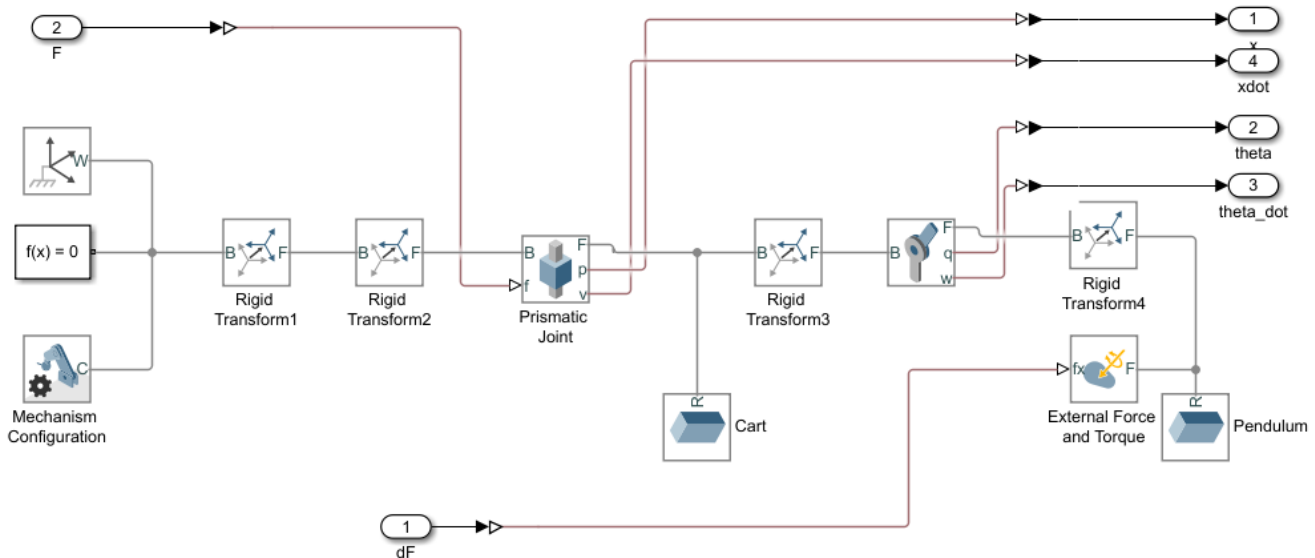 2
F
1
x
4
xdot
2
theta
3
theta_dot
W
f(x) = 0
C
Mechanism
Configuration
B
F
Rigid
Transform1
B
F
Rigid
Transform2
B
F
f
p
v
Prismatic
Joint
R
Cart
B
F
Rigid
Transform3
B
F
q
w
B
F
Rigid
Transform4
fx
F
External Force
and Torque
R
Pendulum
1
dF